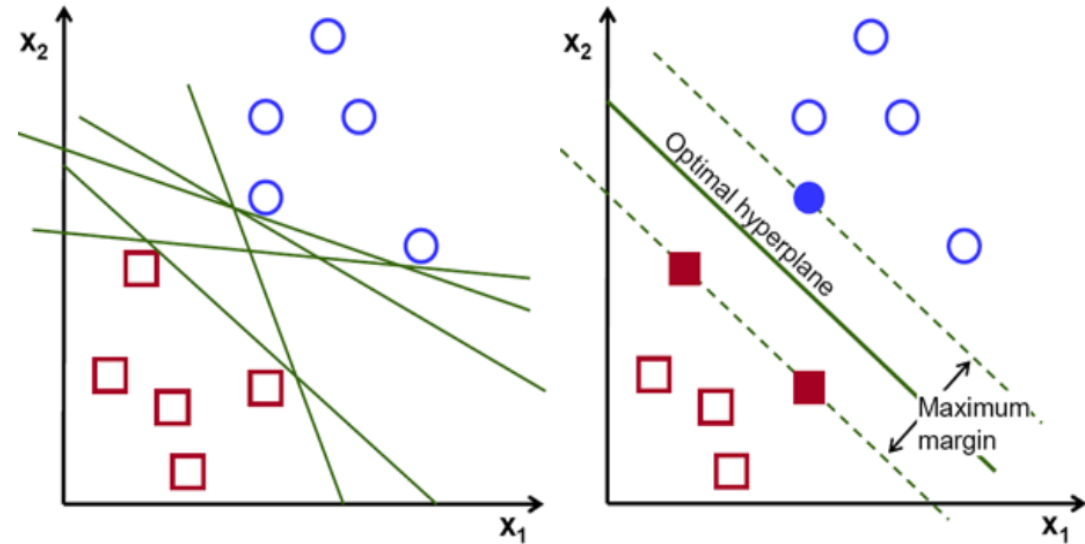 x₂
x₁
x₂
Optimal hyperplane
Maximum
margin
x₁